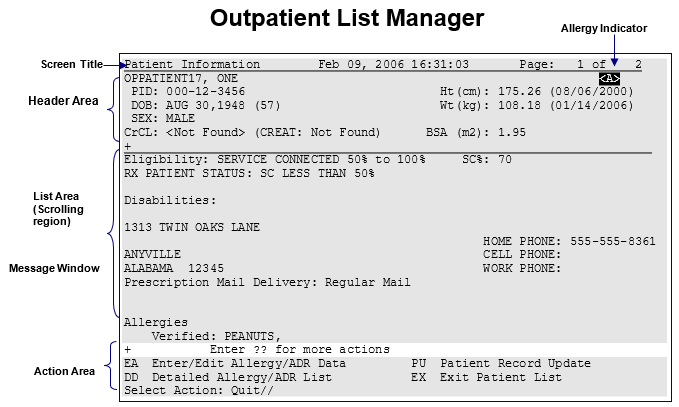 Outpatient List Manager
Allergy Indicator
Screen Title
Patient Information Feb 09, 2006 16:31:03 Page: 1 of 2
OPPATIENT17, ONE <A>
Header Area
PID: 000-12-3456 Ht(cm): 175.26 (08/06/2000)
DOB: AUG 30,1948 (57) Wt(kg): 108.18 (01/14/2006)
SEX: MALE
CrCL: <Not Found> (CREAT: Not Found) BSA (m2): 1.95
+
Eligibility: SERVICE CONNECTED 50% to 100% SC%: 70
RX PATIENT STATUS: SC LESS THAN 50%
List Area
(Scrolling
region)
Disabilities:
1313 TWIN OAKS LANE
HOME PHONE: 555-555-8361
ANYVILLE CELL PHONE:
Message Window
ALABAMA 12345 WORK PHONE:
Prescription Mail Delivery: Regular Mail
Allergies
Verified: PEANUTS,
+ Enter ?? for more actions
Action Area
EA Enter/Edit Allergy/ADR Data PU Patient Record Update
DD Detailed Allergy/ADR List EX Exit Patient List
Select Action: Quit//